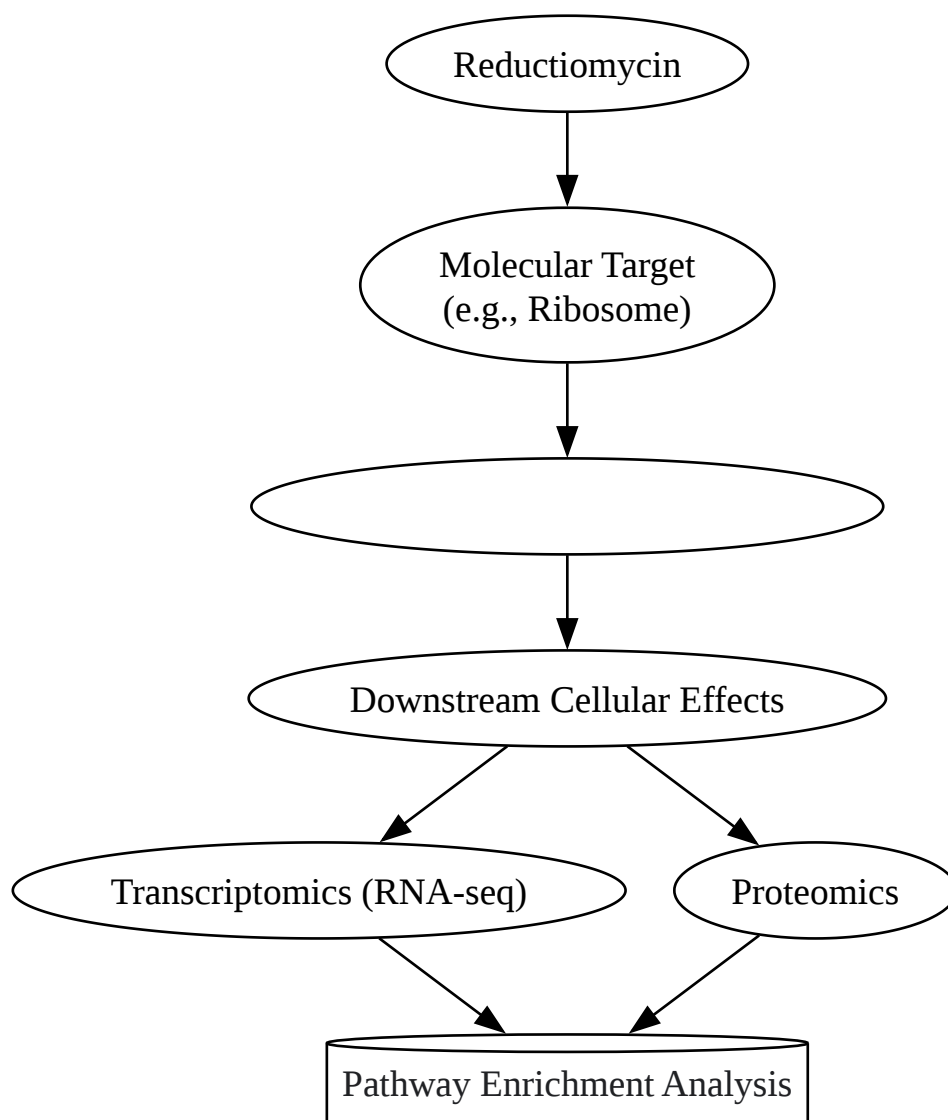 Reductiomycin
Molecular Target
(e.g., Ribosome)
Downstream Cellular Effects
Transcriptomics (RNA-seq)
Proteomics
Pathway Enrichment Analysis